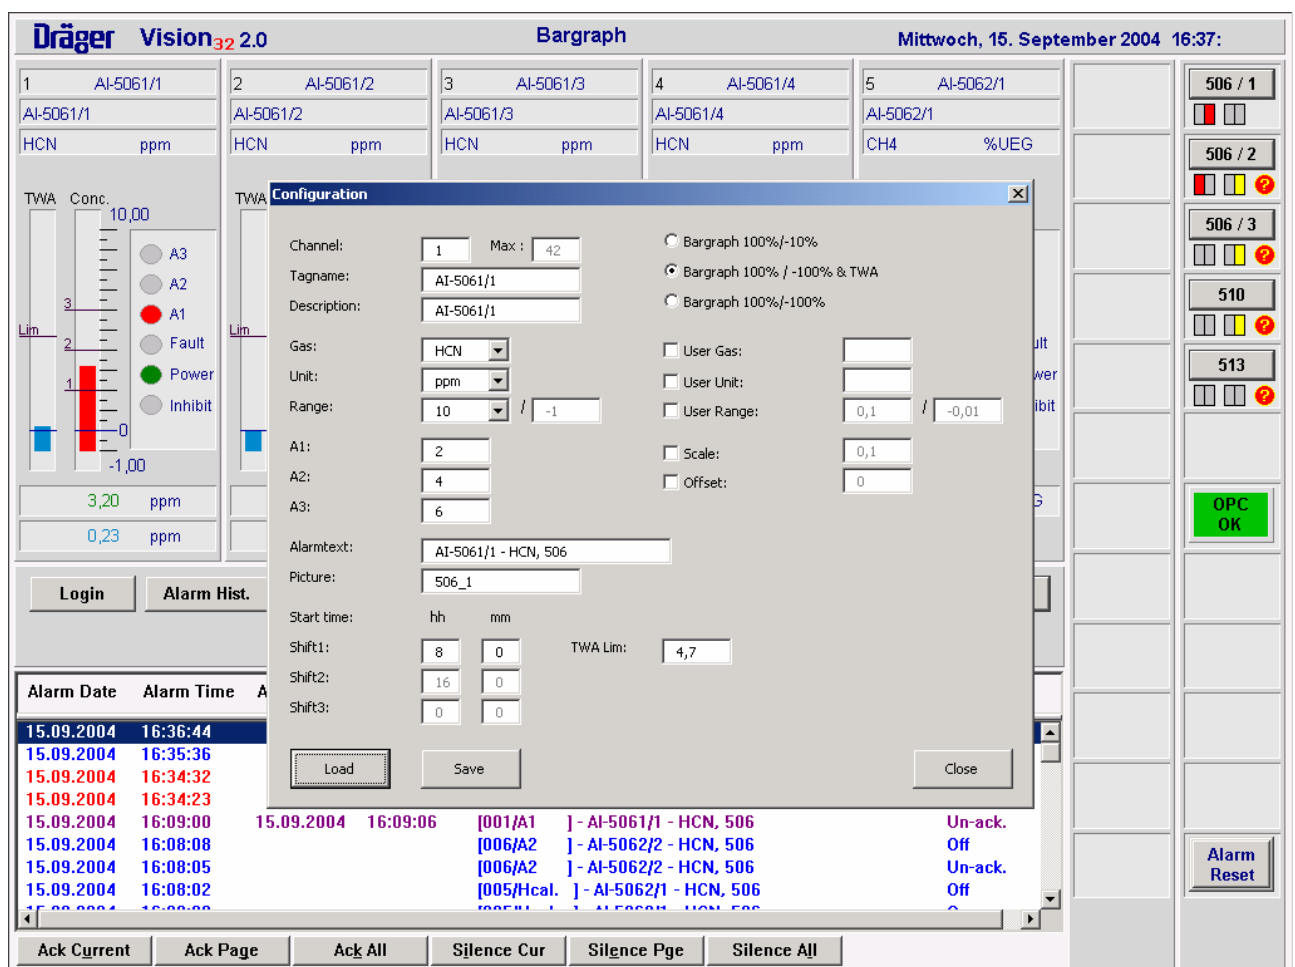 Dräger Vision32 2.0 Bargraph Mittwoch, 15. September 2004 16:37:
1 AI-5061/1 2 AI-5061/2 3 AI-5061/3 4 AI-5061/4 5 AI-5062/1
AI-5061/1 AI-5061/2 AI-5061/3 AI-5061/4 AI-5062/1
HCN ppm HCN ppm HCN ppm HCN ppm CH4 %UEG
506 / 1
506 / 2
?
506 / 3
?
510
?
513
?
OPC
OK
Alarm
Reset
TWA Conc. TWA
10,00
A3
A2
3 A1
Lim Lim
2 Fault
Power
1
Inhibit
0
-1,00
3,20 ppm
0,23 ppm
Configuration
Channel: 1 Max : 42
Tagname: AI-5061/1
Description: AI-5061/1
Bargraph 100%/-10%
Bargraph 100% / -100% & TWA
Bargraph 100%/-100%
Gas: HCN User Gas:
Unit: ppm User Unit:
Range: 10 / -1 User Range: 0,1 / -0,01
A1: 2 Scale: 0,1
A2: 4 Offset: 0
A3: 6
Alarmtext: AI-5061/1 - HCN, 506
Picture: 506_1
Start time: hh mm
Shift1: 8 0 TWA Lim: 4,7
Shift2: 16 0
Shift3: 0 0
Load Save Close
Login Alarm Hist.
Alarm Date Alarm Time A
15.09.2004 16:36:44
15.09.2004 16:35:36
15.09.2004 16:34:32
15.09.2004 16:34:23
15.09.2004 16:09:00 15.09.2004 16:09:06 [001/A1 ] - AI-5061/1 - HCN, 506 Un-ack.
15.09.2004 16:08:08 [006/A2 ] - AI-5062/2 - HCN, 506 Off
15.09.2004 16:08:05 [006/A2 ] - AI-5062/2 - HCN, 506 Un-ack.
15.09.2004 16:08:02 [005/Hcal. ] - AI-5062/1 - HCN, 506 Off
Ack Current Ack Page Ack All Silence Cur Silence Pge Silence All